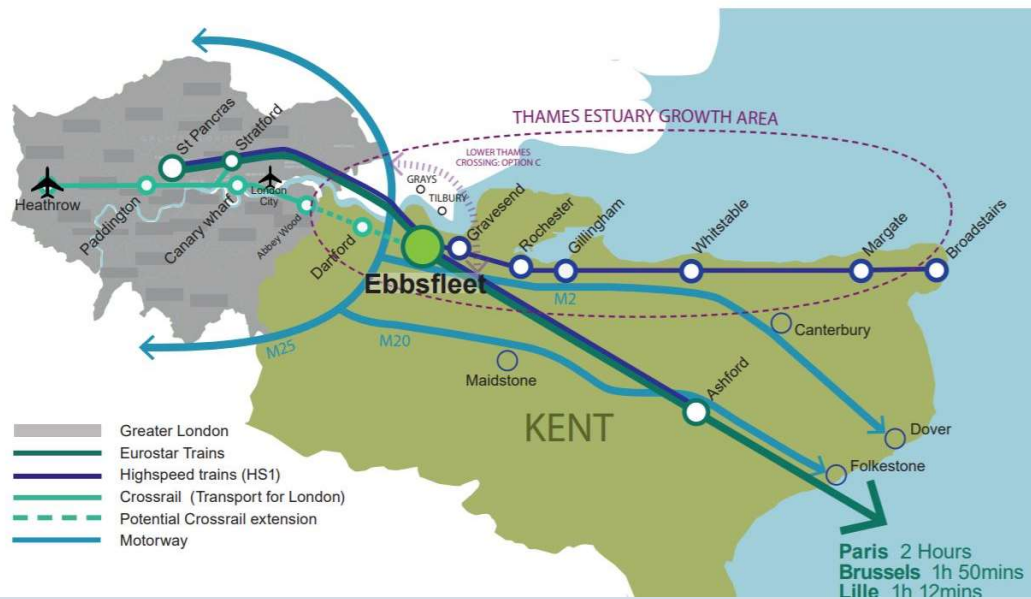 THAMES ESTUARY GROWTH AREA
LOWER THAMES
CROSSING: OPTION C
St Pancras
Stratford
GRAYS
TILBURY
Heathrow
Paddington
Canary wharf
London
City
Abbey Wood
Dartford
Ebbsfleet
Gravesend
Rochester
Gillingham
Whitstable
Margate
Broadstairs
M2
M25
M20
Canterbury
Maidstone
Ashford
KENT
Dover
Folkestone
Greater London
Eurostar Trains
Highspeed trains (HS1)
Crossrail (Transport for London)
Potential Crossrail extension
Motorway
Paris 2 Hours
Brussels 1h 50mins
Lille 1h 12mins